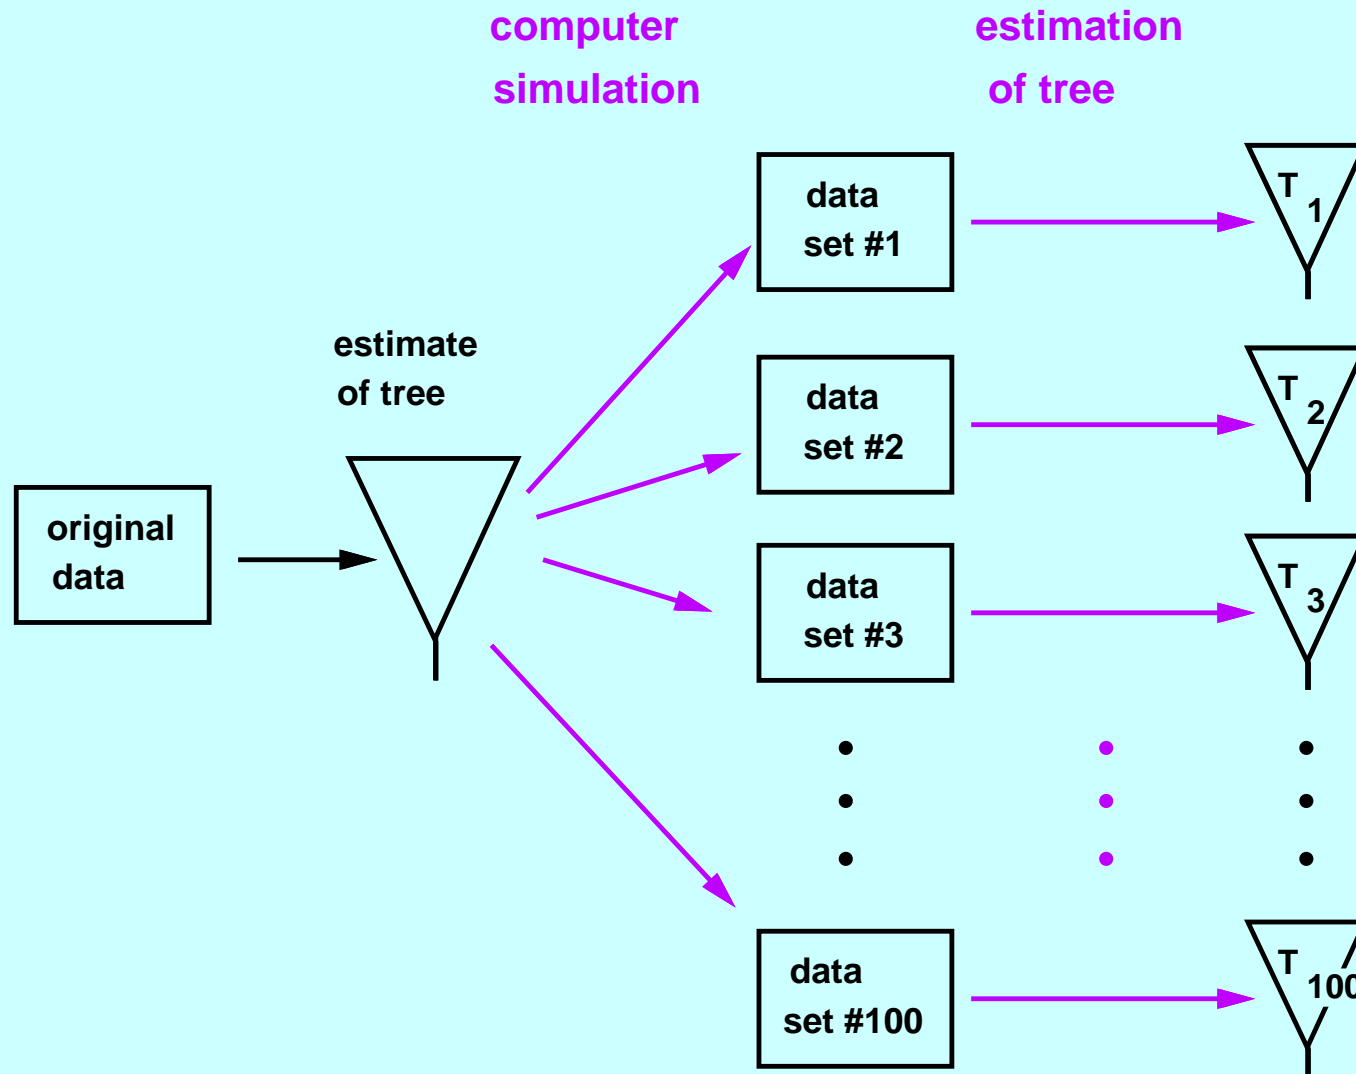 computer
simulation
estimation
of tree
data
set #1
T 1
estimate
of tree
data
set #2
T 2
original
data
data
set #3
T 3
data
set #100
T 100